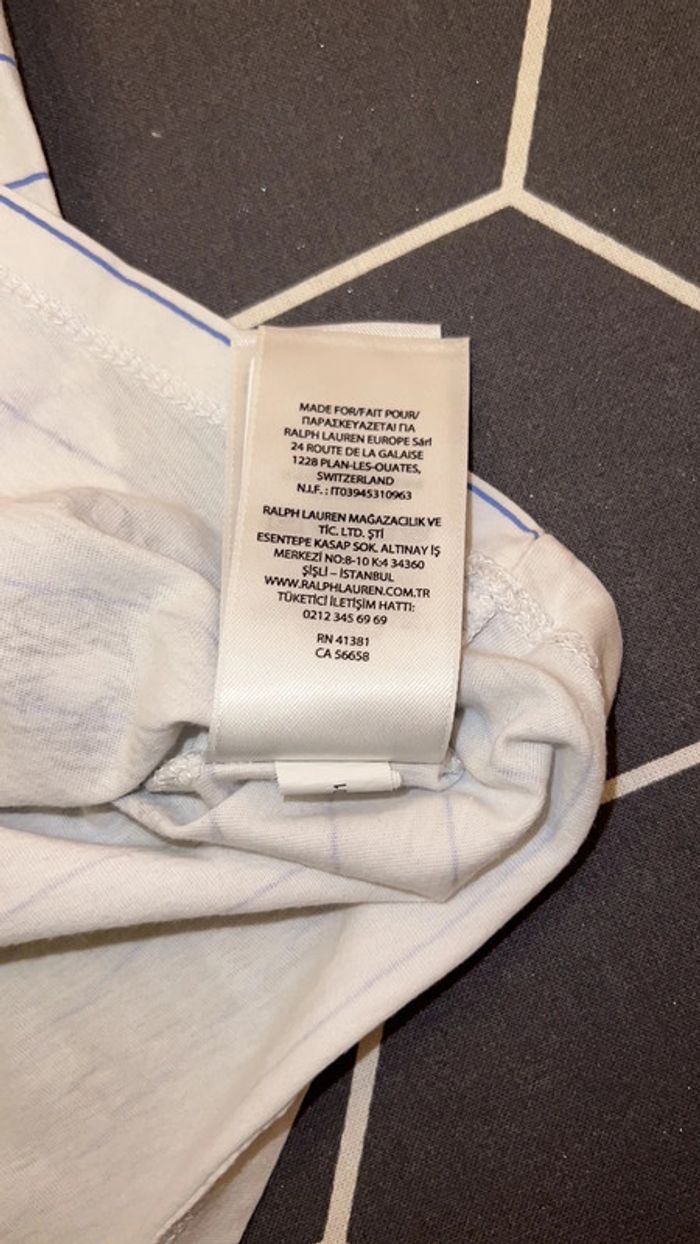 MADE FOR/FAIT POUR/
ΠΑΡΑΣΚΕΥΑΖΕΤΑΙ ΓΙΑ
RALPH LAUREN EUROPE Sàrl
24 ROUTE DE LA GALAISE
1228 PLAN-LES-OUATES,
SWITZERLAND
N.I.F. : IT03945310963
RALPH LAUREN MAĞAZACILIK VE
TİC. LTD. ŞTİ
ESENTEPE KASAP SOK. ALTINAY İŞ
MERKEZİ NO:8-10 K:4 34360
ŞİŞLİ – İSTANBUL
WWW.RALPHLAUREN.COM.TR
TÜKETİCİ İLETİŞİM HATTI:
0212 345 69 69
RN 41381
CA 56658